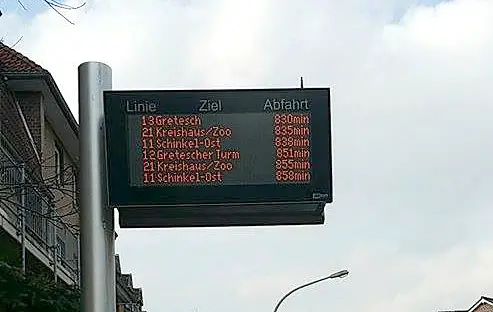 Linie Ziel Abfahrt
13 Gretesch 830min
21 Kreishaus/Zoo 835min
11 Schinkel-Ost 838min
12 Gretescher Turm 851min
21 Kreishaus/Zoo 855min
11 Schinkel-Ost 858min